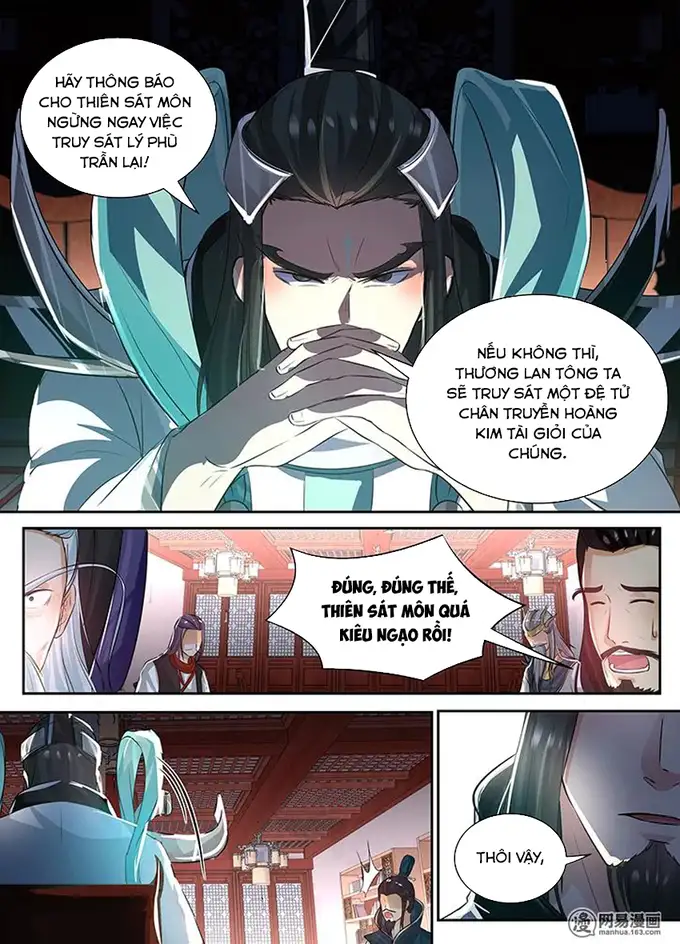 HÃY THÔNG BÁO
CHO THIÊN SÁT MÔN
NGỪNG NGAY VIỆC
TRUY SÁT LÝ PHÙ
TRẦN LẠI!
NẾU KHÔNG THÌ,
THƯƠNG LAN TÔNG TA
SẼ TRUY SÁT MỘT ĐỆ TỬ
CHÂN TRUYỀN HOÀNG
KIM TÀI GIỎI CỦA
CHÚNG.
ĐÚNG, ĐÚNG THẾ,
THIÊN SÁT MÔN QUÁ
KIÊU NGẠO RỒI!
THÔI VẬY,
网易漫画
manhua.163.com